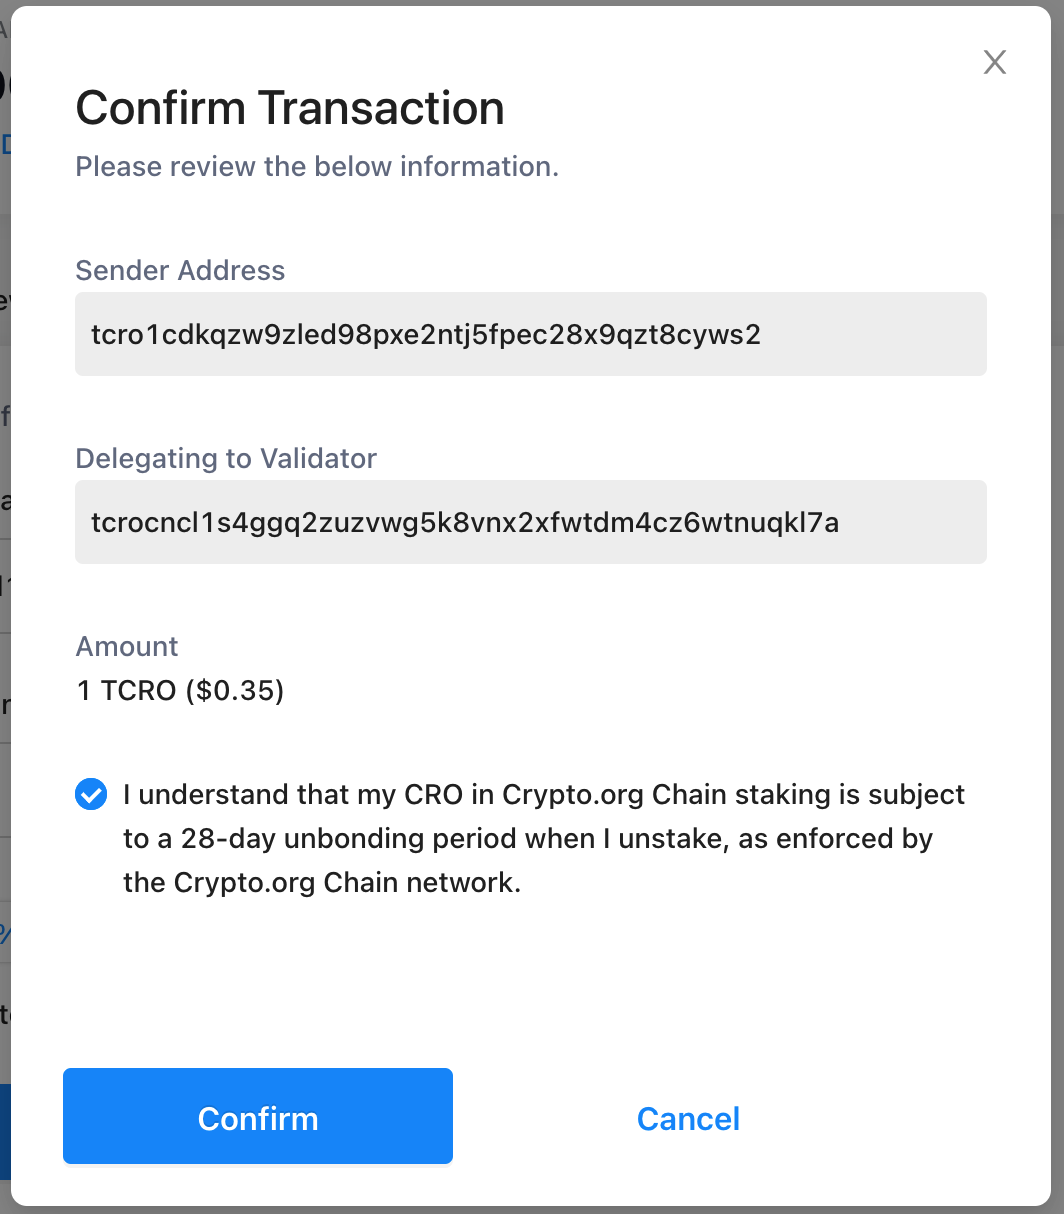 Confirm Transaction
Please review the below information.
Sender Address
tcro1cdkqzw9zled98pxe2ntj5fpec28x9qzt8cyws2
Delegating to Validator
tcrocncl1s4ggq2zuzvwg5k8vnx2xfwtdm4cz6wtnuqkl7a
Amount
1 TCRO ($0.35)
I understand that my CRO in Crypto.org Chain staking is subject
to a 28-day unbonding period when I unstake, as enforced by
the Crypto.org Chain network.
Confirm
Cancel